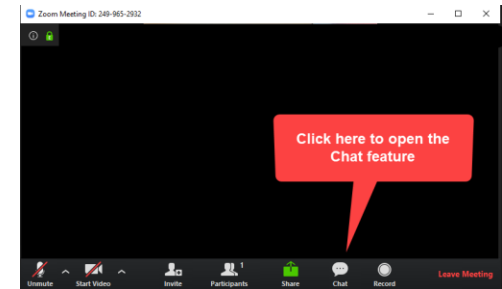 Zoom Meeting ID: 249-965-2932
Click here to open the
Chat feature
1
Unmute Start Video Invite Participants Share Chat Record Leave Meeting